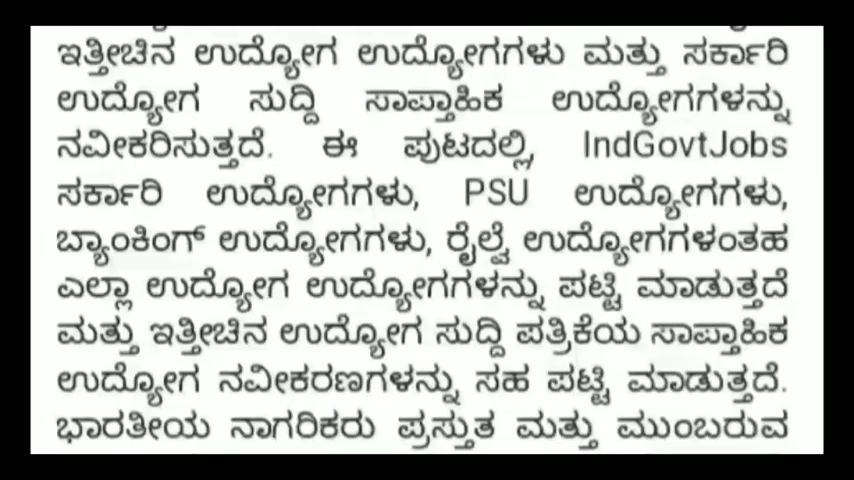 ಇತ್ತೀಚಿನ ಉದ್ಯೋಗ ಉದ್ಯೋಗಗಳು ಮತ್ತು ಸರ್ಕಾರಿ
ಉದ್ಯೋಗ ಸುದ್ದಿ ಸಾಪ್ತಾಹಿಕ ಉದ್ಯೋಗಗಳನ್ನು
ನವೀಕರಿಸುತ್ತದೆ. ಈ ಪುಟದಲ್ಲಿ, IndGovtJobs
ಸರ್ಕಾರಿ ಉದ್ಯೋಗಗಳು, PSU ಉದ್ಯೋಗಗಳು,
ಬ್ಯಾಂಕಿಂಗ್ ಉದ್ಯೋಗಗಳು, ರೈಲ್ವೆ ಉದ್ಯೋಗಗಳಂತಹ
ಎಲ್ಲಾ ಉದ್ಯೋಗ ಉದ್ಯೋಗಗಳನ್ನು ಪಟ್ಟಿ ಮಾಡುತ್ತದೆ
ಮತ್ತು ಇತ್ತೀಚಿನ ಉದ್ಯೋಗ ಸುದ್ದಿ ಪತ್ರಿಕೆಯ ಸಾಪ್ತಾಹಿಕ
ಉದ್ಯೋಗ ನವೀಕರಣಗಳನ್ನು ಸಹ ಪಟ್ಟಿ ಮಾಡುತ್ತದೆ.
ಭಾರತೀಯ ನಾಗರಿಕರು ಪ್ರಸ್ತುತ ಮತ್ತು ಮುಂಬರುವ